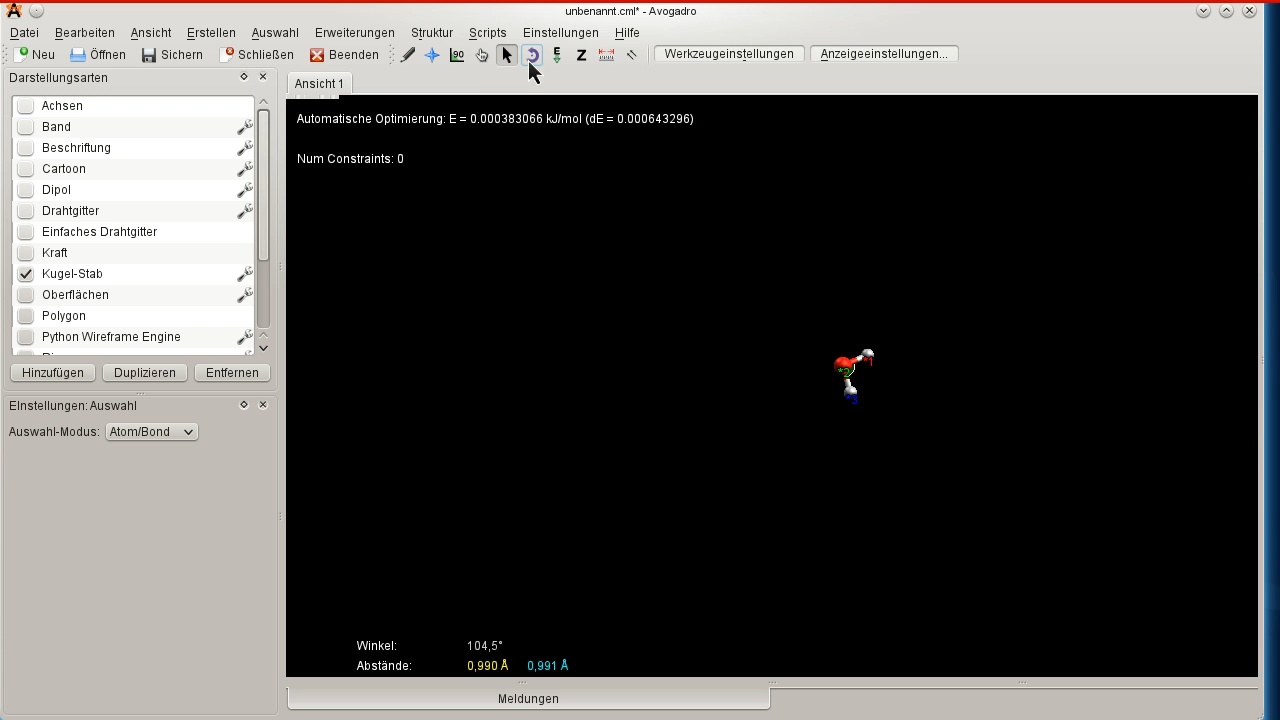 unbenannt.cml* - Avogadro
Datei Bearbeiten Ansicht Erstellen Auswahl Erweiterungen Struktur Scripts Einstellungen Hilfe
Neu Öffnen Sichern Schließen Beenden 90 E Z Werkzeugeinstellungen Anzeigeeinstellungen...
Darstellungsarten
Ansicht 1
Achsen
Band
Beschriftung
Cartoon
Dipol
Drahtgitter
Einfaches Drahtgitter
Kraft
Kugel-Stab
Oberflächen
Polygon
Python Wireframe Engine
Hinzufügen Duplizieren Entfernen
EInstellungen: Auswahl
Auswahl-Modus: Atom/Bond
Automatische Optimierung: E = 0.000383066 kJ/mol (dE = 0.000643296)
Num Constraints: 0
*2
Winkel: 104,5°
Abstände: 0,990 Å 0,991 Å
Meldungen